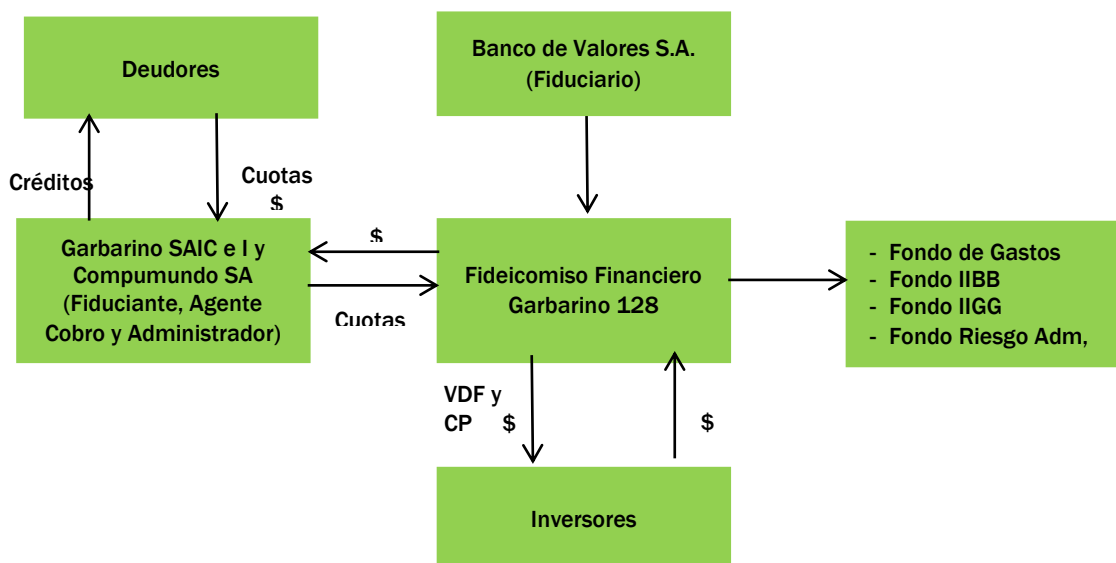 Deudores
Banco de Valores S.A.
(Fiduciario)
Créditos
Cuotas
$
Garbarino SAIC e I y
Compumundo SA
(Fiduciante, Agente
Cobro y Administrador)
$
Cuotas
Fideicomiso Financiero
Garbarino 128
- Fondo de Gastos
- Fondo IIBB
- Fondo IIGG
- Fondo Riesgo Adm,
VDF y
CP $
$
Inversores